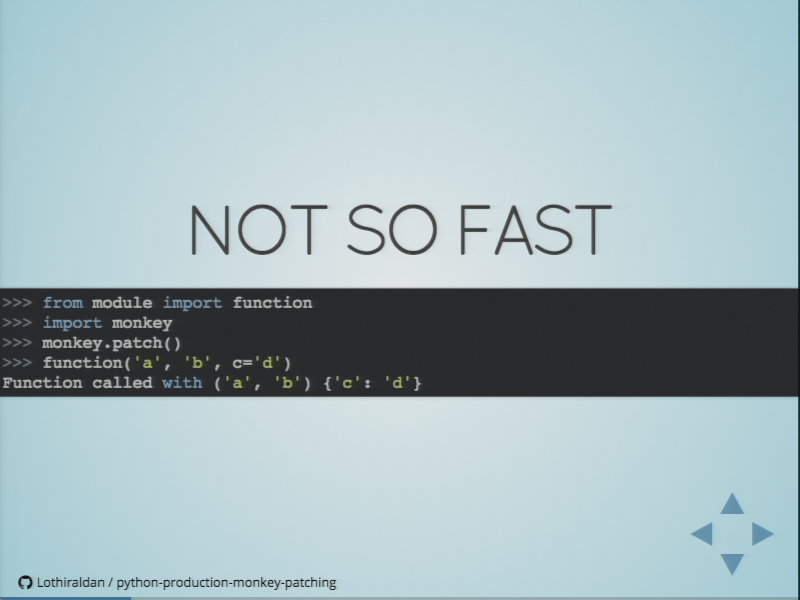 NOT SO FAST
>>> from module import function
>>> import monkey
>>> monkey.patch()
>>> function('a', 'b', c='d')
Function called with ('a', 'b') {'c': 'd'}
Lothiraldan / python-production-monkey-patching